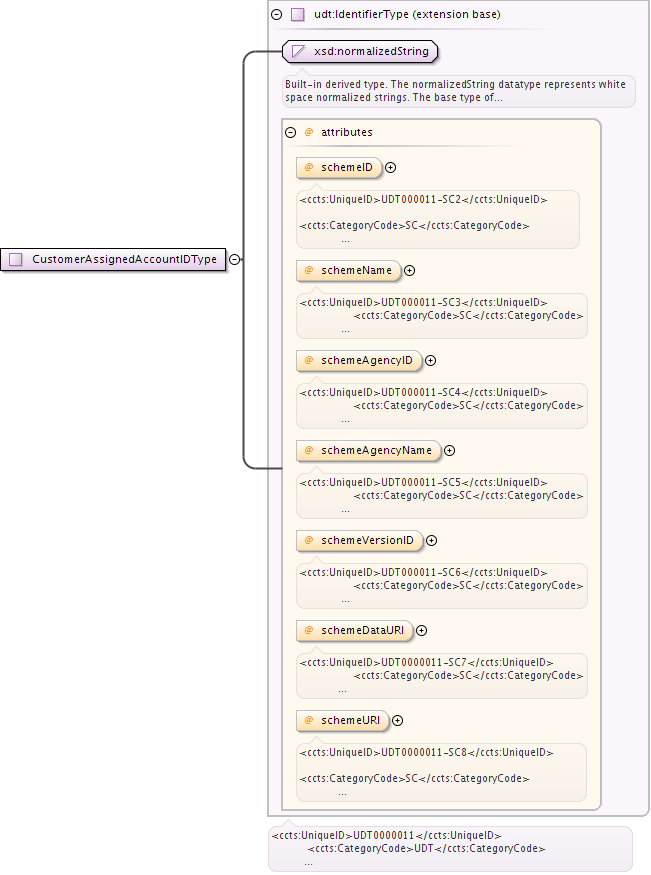 udt:IdentifierType (extension base)
xsd:normalizedString
Built-in derived type. The normalizedString datatype represents white
space normalized strings. The base type of...
@ attributes
@ schemeID
<ccts:UniqueID>UDT000011-SC2</ccts:UniqueID>
<ccts:CategoryCode>SC</ccts:CategoryCode>
...
CustomerAssignedAccountIDType
@ schemeName
<ccts:UniqueID>UDT000011-SC3</ccts:UniqueID>
<ccts:CategoryCode>SC</ccts:CategoryCode>
...
@ schemeAgencyID
<ccts:UniqueID>UDT000011-SC4</ccts:UniqueID>
<ccts:CategoryCode>SC</ccts:CategoryCode>
...
@ schemeAgencyName
<ccts:UniqueID>UDT000011-SC5</ccts:UniqueID>
<ccts:CategoryCode>SC</ccts:CategoryCode>
...
@ schemeVersionID
<ccts:UniqueID>UDT000011-SC6</ccts:UniqueID>
<ccts:CategoryCode>SC</ccts:CategoryCode>
...
@ schemeDataURI
<ccts:UniqueID>UDT0000011-SC7</ccts:UniqueID>
<ccts:CategoryCode>SC</ccts:CategoryCode>
...
@ schemeURI
<ccts:UniqueID>UDT0000011-SC8</ccts:UniqueID>
<ccts:CategoryCode>SC</ccts:CategoryCode>
...
<ccts:UniqueID>UDT0000011</ccts:UniqueID>
<ccts:CategoryCode>UDT</ccts:CategoryCode>
...